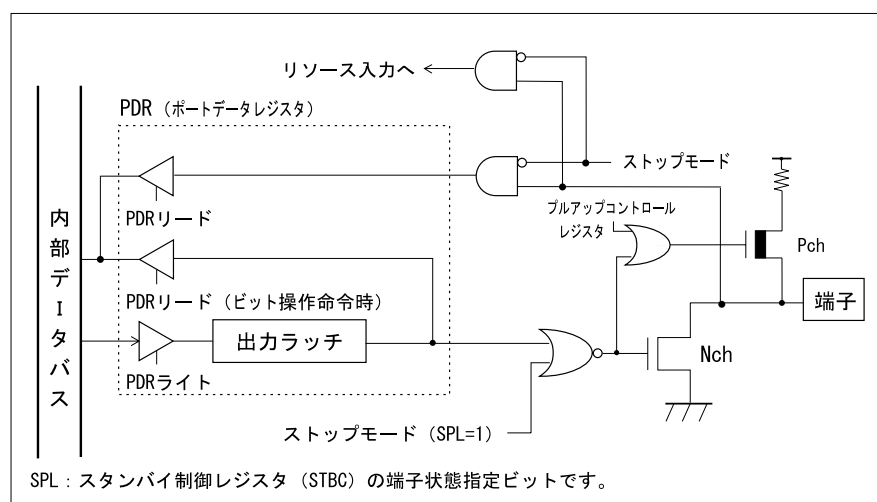 リソース入力へ
PDR（ポートデータレジスタ）
ストップモード
PDRリード
プルアップコントロール
レジスタ
Pch
内部データバス
端子
PDRリード（ビット操作命令時）
出力ラッチ
Nch
PDRライト
ストップモード（SPL=1）
SPL：スタンバイ制御レジスタ（STBC）の端子状態指定ビットです。